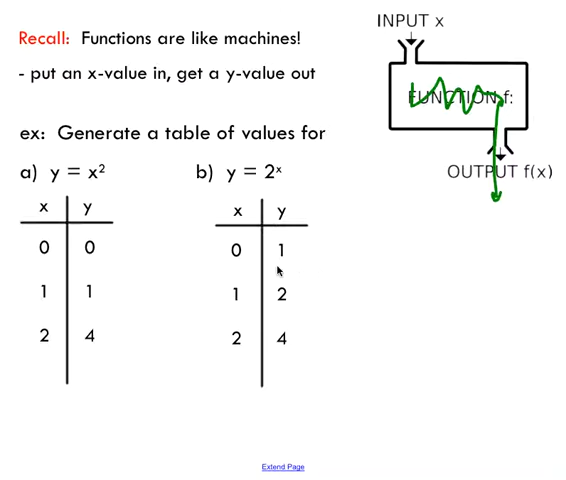 INPUT x
Recall:  Functions are like machines!
- put an x-value in, get a y-value out
FUNCTION f:
OUTPUT f(x)
ex:  Generate a table of values for
a)  y = x²
x y
0 0
1 1
2 4
b)  y = 2ˣ
x y
0 1
1 2
2 4
Extend Page